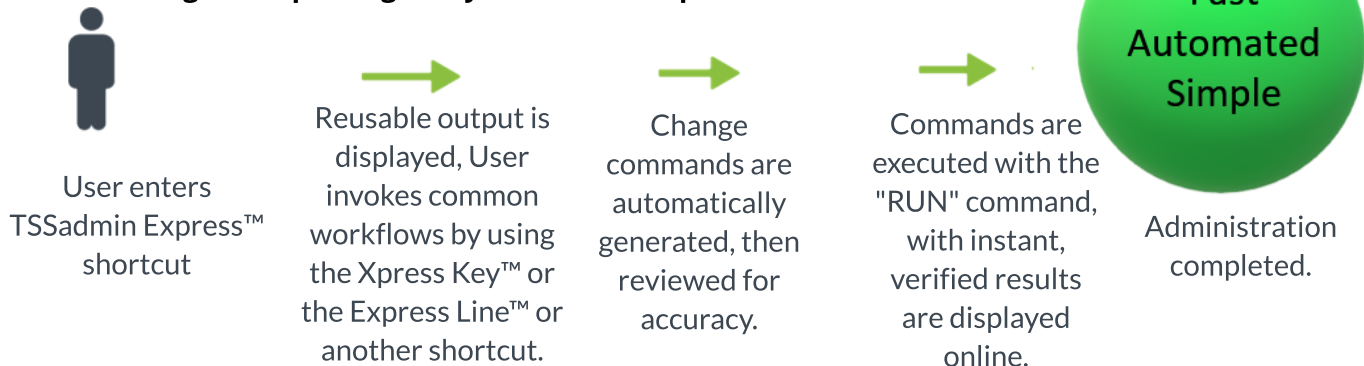 User enters
TSSadmin Express™
shortcut
Reusable output is
displayed, User
invokes common
workflows by using
the Xpress Key™ or
the Express Line™ or
another shortcut.
Change
commands are
automatically
generated, then
reviewed for
accuracy.
Commands are
executed with the
"RUN" command,
with instant,
verified results
are displayed
online.
Fast
Automated
Simple
Administration
completed.